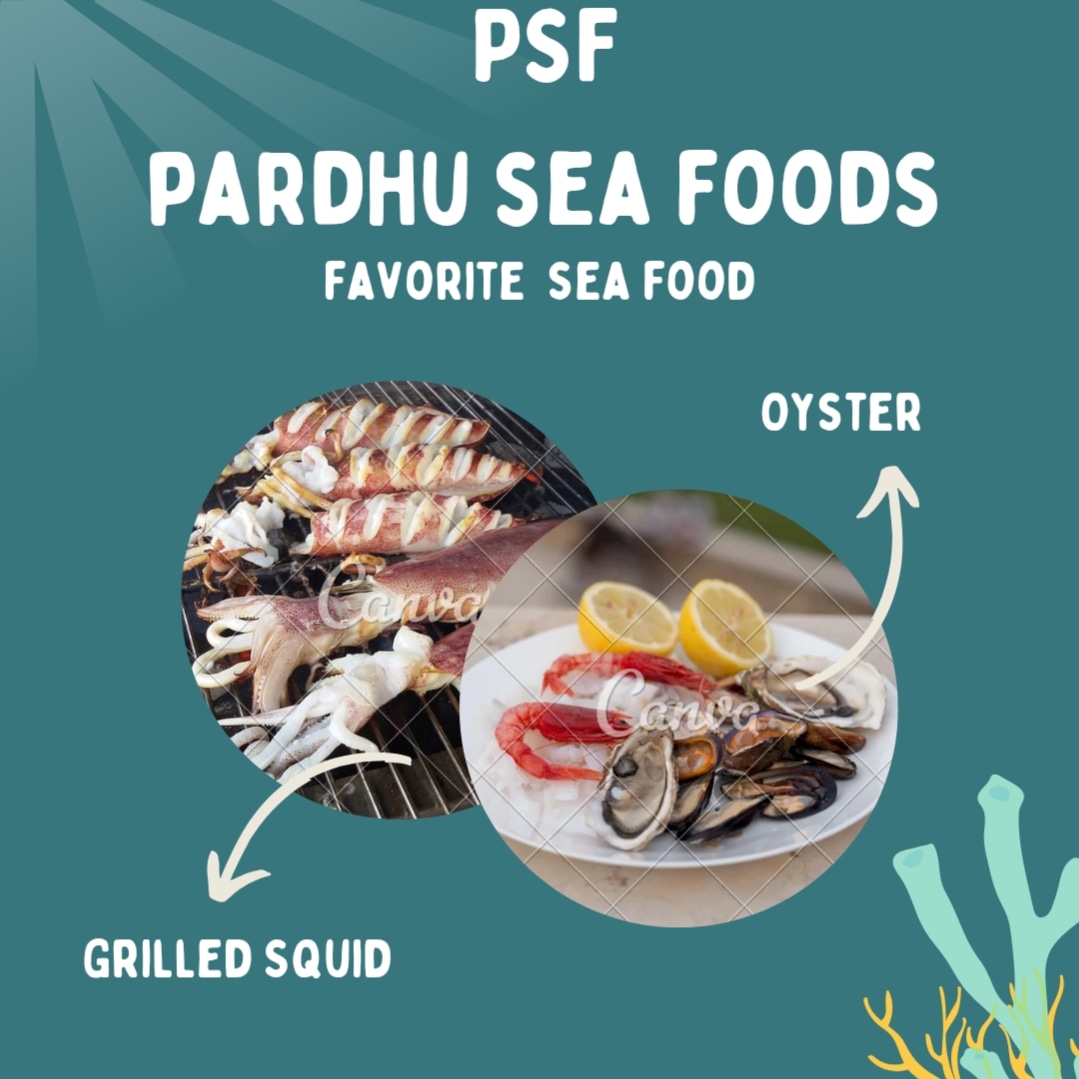 PSF
PARDHU SEA FOODS
FAVORITE SEA FOOD
OYSTER
Canva
Canva
GRILLED SQUID